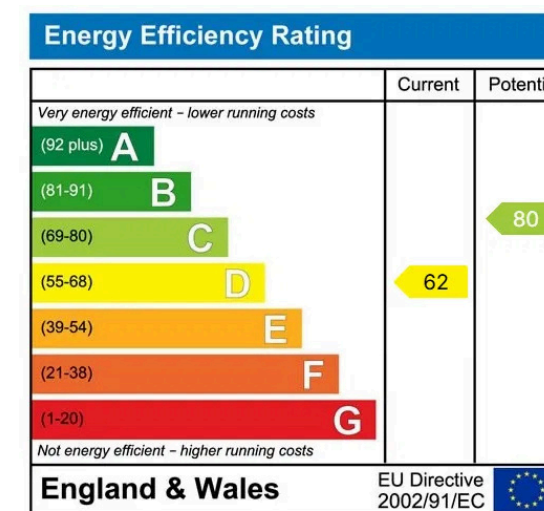 Energy Efficiency Rating
Current Potenti
Very energy efficient – lower running costs
(92 plus) A
(81-91) B
(69-80) C
80
(55-68) D
62
(39-54) E
(21-38) F
(1-20) G
Not energy efficient – higher running costs
England & Wales
EU Directive
2002/91/EC